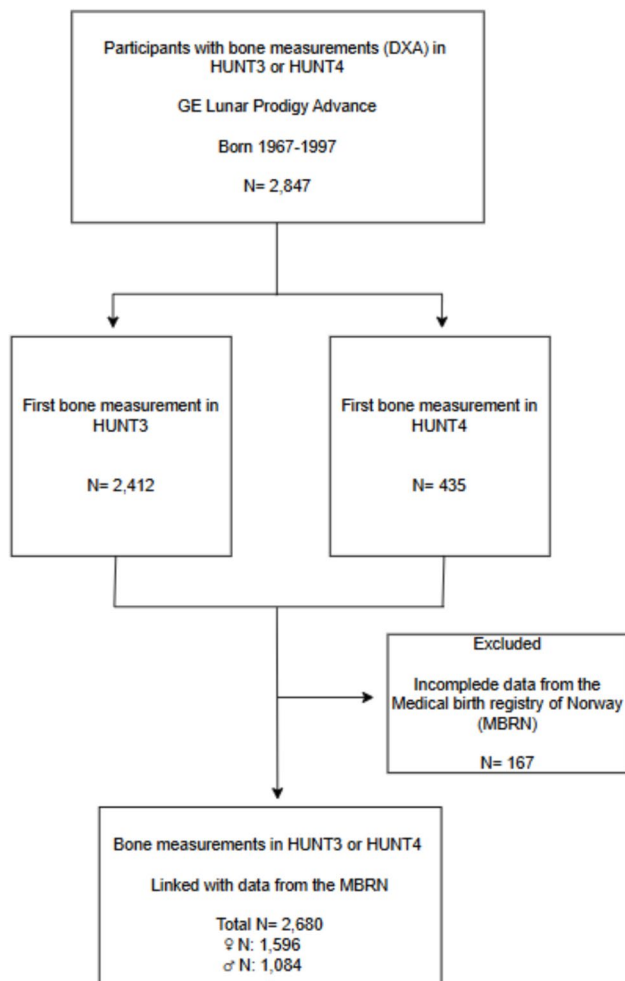 Participants with bone measurements (DXA) in
HUNT3 or HUNT4
GE Lunar Prodigy Advance
Born 1967-1997
N= 2,847
First bone measurement in
HUNT3
N= 2,412
First bone measurement in
HUNT4
N= 435
Excluded
Incomplede data from the
Medical birth registry of Norway
(MBRN)
N= 167
Bone measurements in HUNT3 or HUNT4
Linked with data from the MBRN
Total N= 2,680
♀ N: 1,596
♂ N: 1,084